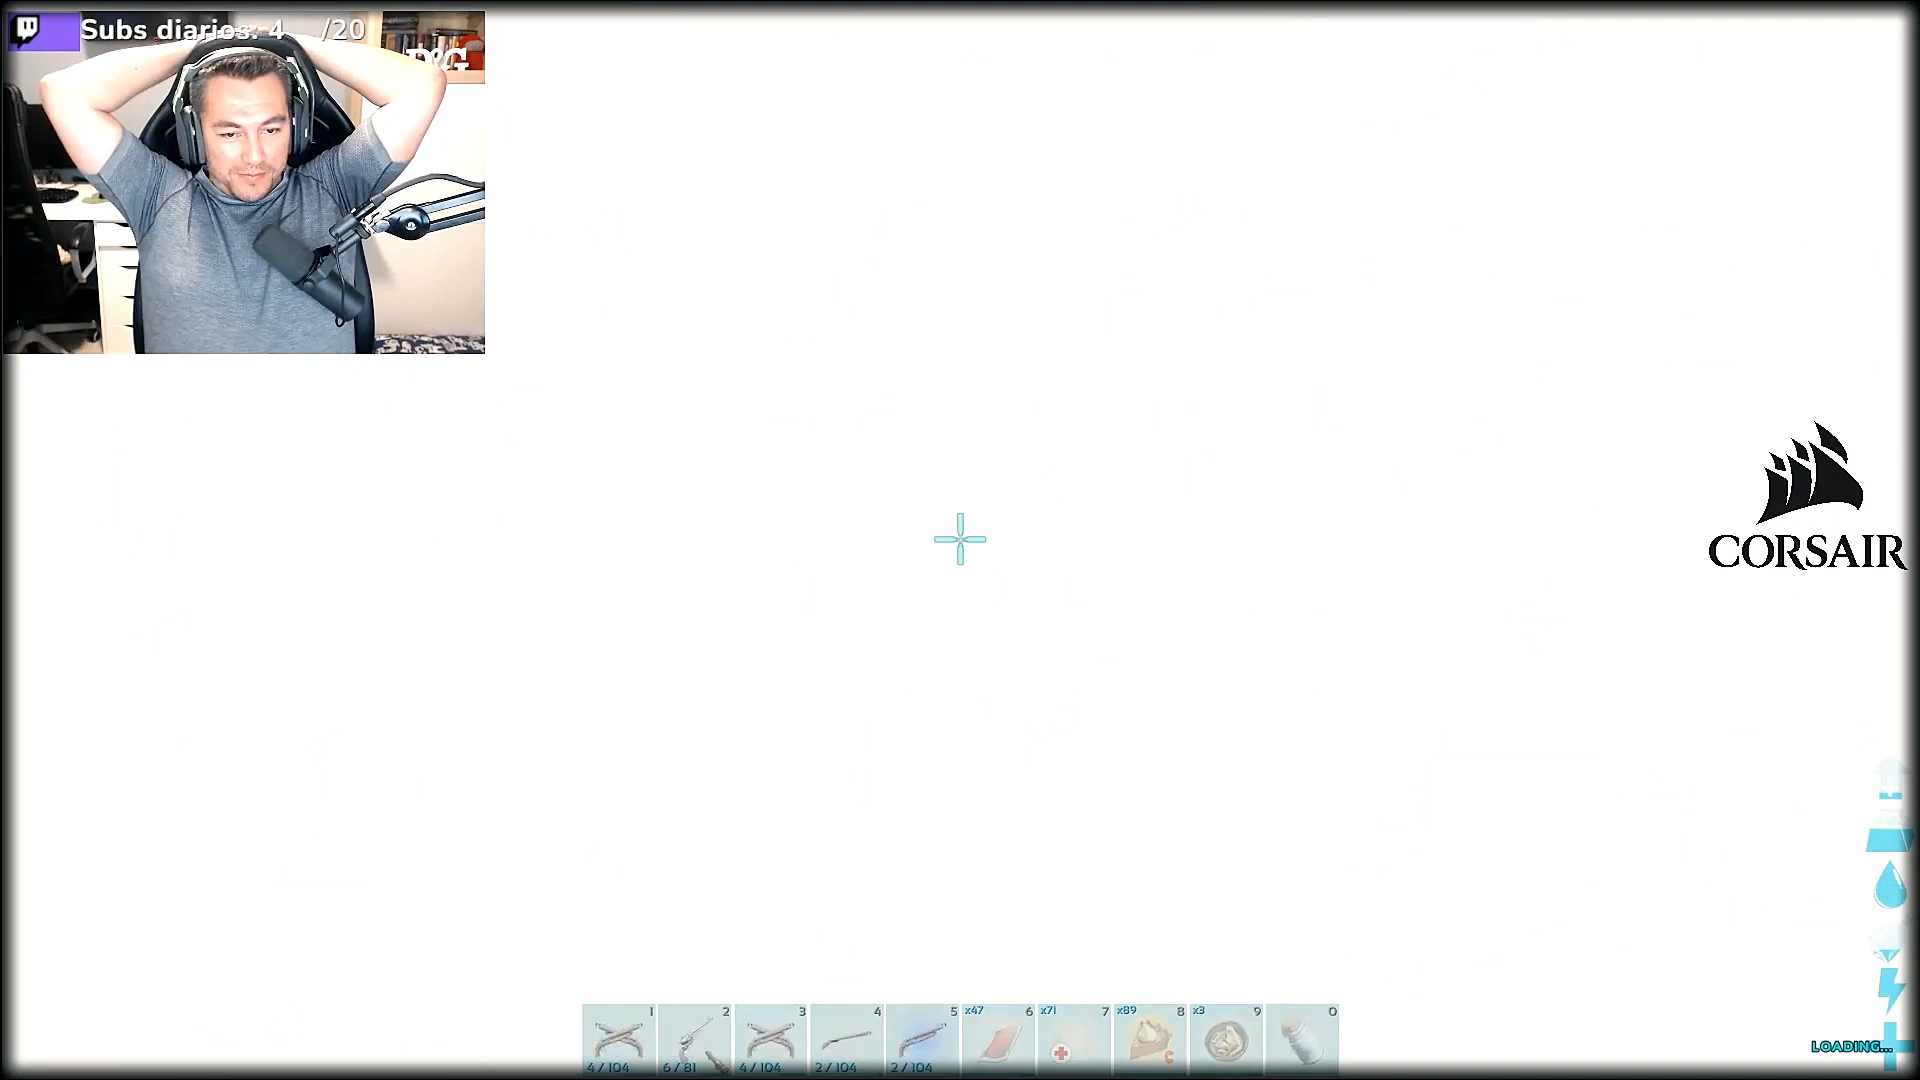 Subs diarios: 4 /20
D&G
CORSAIR
1 2 3 4 x47 5 6 x71 7 x89 8 x3 9 0
4 / 104 6 / 81 4 / 104 2 / 104 2 / 104
LOADING...